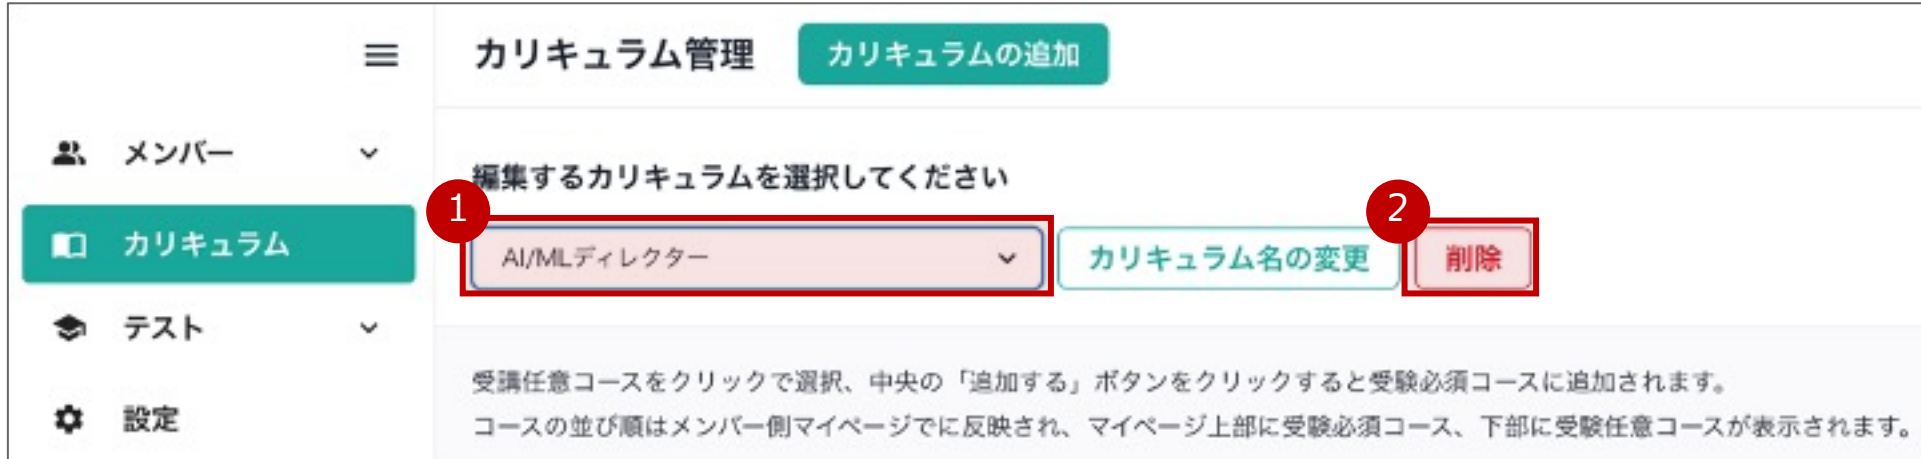 カリキュラム管理
カリキュラムの追加
メンバー
カリキュラム
テスト
設定
編集するカリキュラムを選択してください
1
AI/MLディレクター
カリキュラム名の変更
2
削除
受講任意コースをクリックで選択、中央の「追加する」ボタンをクリックすると受験必須コースに追加されます。
コースの並び順はメンバー側マイページでに反映され、マイページ上部に受験必須コース、下部に受験任意コースが表示されます。